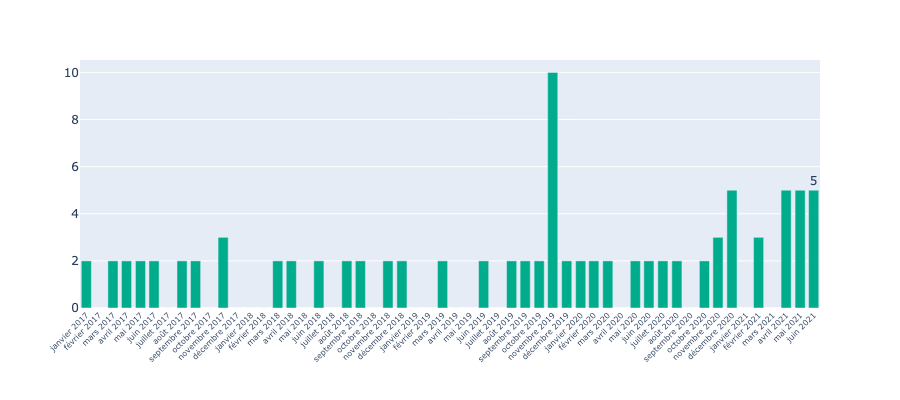 10
8
6
4
2
0
5
janvier 2017
février 2017
mars 2017
avril 2017
mai 2017
juin 2017
juillet 2017
août 2017
septembre 2017
octobre 2017
novembre 2017
décembre 2017
janvier 2018
février 2018
mars 2018
avril 2018
mai 2018
juin 2018
juillet 2018
août 2018
septembre 2018
octobre 2018
novembre 2018
décembre 2018
janvier 2019
février 2019
mars 2019
avril 2019
mai 2019
juin 2019
juillet 2019
août 2019
septembre 2019
octobre 2019
novembre 2019
décembre 2019
janvier 2020
février 2020
mars 2020
avril 2020
mai 2020
juin 2020
juillet 2020
août 2020
septembre 2020
octobre 2020
novembre 2020
décembre 2020
janvier 2021
février 2021
mars 2021
avril 2021
mai 2021
juin 2021